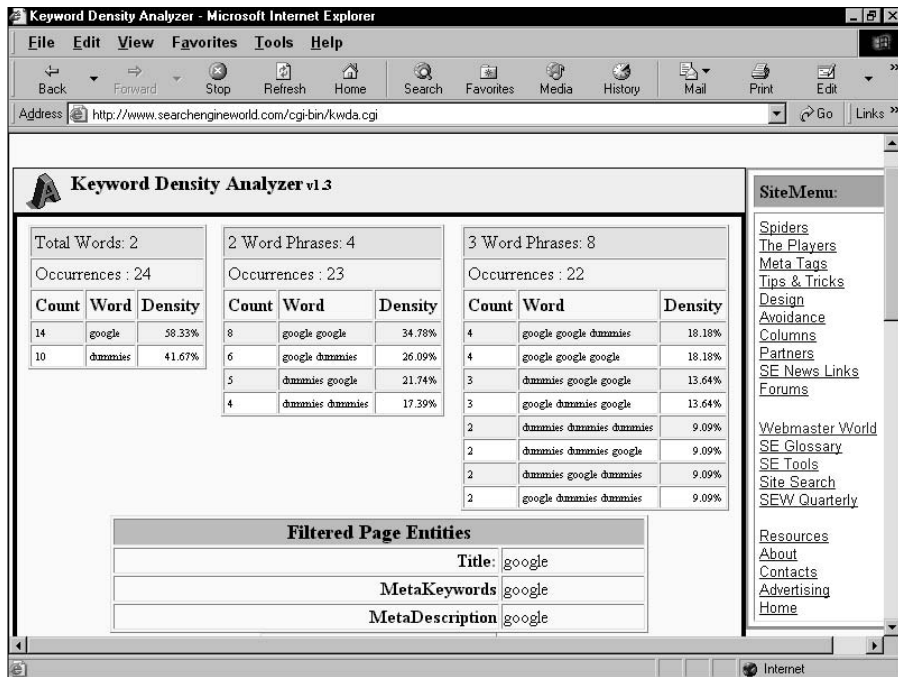 Keyword Density Analyzer - Microsoft Internet Explorer
File Edit View Favorites Tools Help
Back Forward Stop Refresh Home Search Favorites Media History Mail Print Edit »
Address http://www.searchengineworld.com/cgi-bin/kwda.cgi Go Links »
Keyword Density Analyzer v1.3
Total Words: 2
Occurrences : 24
Count Word Density
14 google 58.33%
10 dummies 41.67%
2 Word Phrases: 4
Occurrences : 23
Count Word Density
8 google google 34.78%
6 google dummies 26.09%
5 dummies google 21.74%
4 dummies dummies 17.39%
3 Word Phrases: 8
Occurrences : 22
Count Word Density
4 google google dummies 18.18%
4 google google google 18.18%
3 dummies google google 13.64%
3 google dummies google 13.64%
2 dummies dummies dummies 9.09%
2 dummies dummies google 9.09%
2 dummies google dummies 9.09%
2 google dummies dummies 9.09%
Filtered Page Entities
Title: google
MetaKeywords google
MetaDescription google
SiteMenu:
Spiders
The Players
Meta Tags
Tips & Tricks
Design
Avoidance
Columns
Partners
SE News Links
Forums
Webmaster World
SE Glossary
SE Tools
Site Search
SEW Quarterly
Resources
About
Contacts
Advertising
Home
Internet